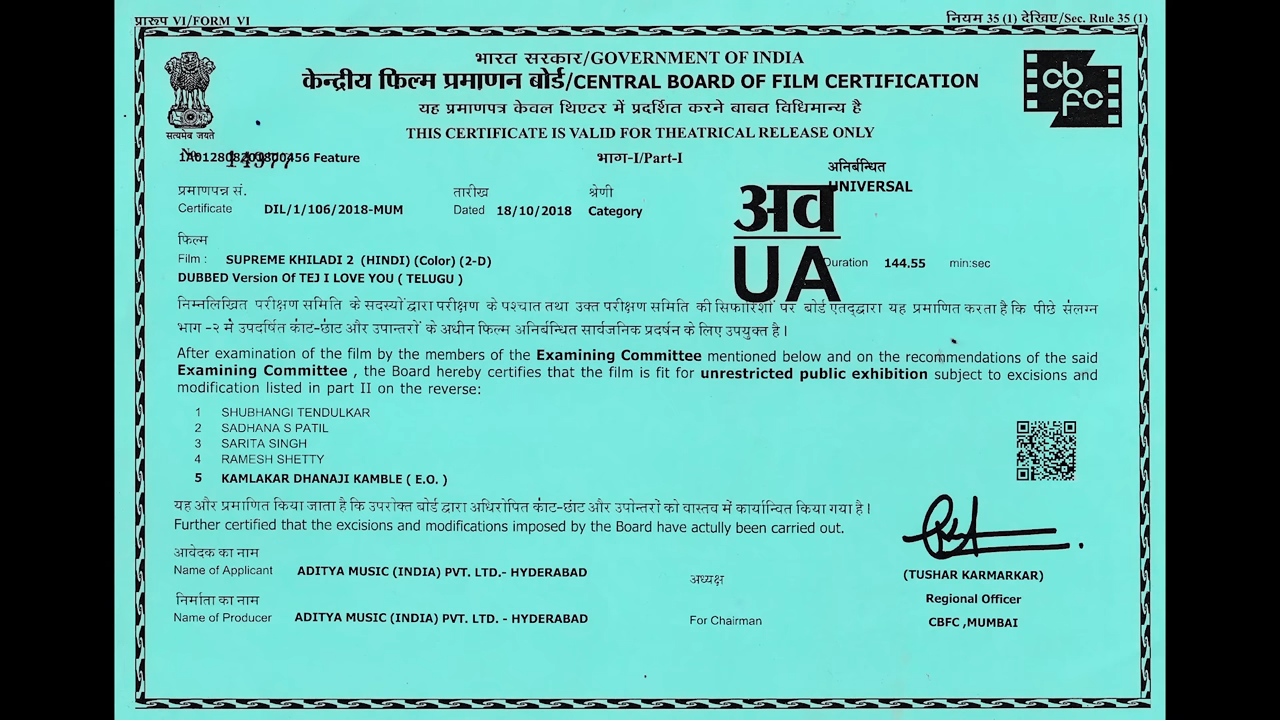 प्रारूप VI/FORM VI
नियम 35 (1) देखिए/Sec. Rule 35 (1)
भारत सरकार/GOVERNMENT OF INDIA
केन्द्रीय फिल्म प्रमाणन बोर्ड/CENTRAL BOARD OF FILM CERTIFICATION
यह प्रमाणपत्र केवल थिएटर में प्रदर्शित करने बाबत विधिमान्य है
THIS CERTIFICATE IS VALID FOR THEATRICAL RELEASE ONLY
सत्यमेव जयते
cbfc
Feature
भाग-I/Part-I
अनिर्बन्धित
UNIVERSAL
प्रमाणपन्न सं.
तारीख
श्रेणी
Certificate DIL/1/106/2018-MUM Dated 18/10/2018 Category
अव
UA
फिल्म
Film : SUPREME KHILADI 2 (HINDI) (Color) (2-D)
Duration 144.55 min:sec
DUBBED Version Of TEJ I LOVE YOU ( TELUGU )
निम्नलिखित परीक्षण समिति के सदस्यों द्वारा परीक्षण के पश्चात तथा उक्त परीक्षण समिति की सिफारिशों पर बोर्ड एतद्द्वारा यह प्रमाणित करता है कि पीछे संलग्न
भाग -२ में उपदर्षित कांट-छांट और उपान्तरों के अधीन फिल्म अनिर्बन्धित सार्वजनिक प्रदर्षन के लिए उपयुक्त है।
After examination of the film by the members of the Examining Committee mentioned below and on the recommendations of the said
Examining Committee , the Board hereby certifies that the film is fit for unrestricted public exhibition subject to excisions and
modification listed in part II on the reverse:
1 SHUBHANGI TENDULKAR
2 SADHANA S PATIL
3 SARITA SINGH
4 RAMESH SHETTY
5 KAMLAKAR DHANAJI KAMBLE ( E.O. )
यह और प्रमाणित किया जाता है कि उपरोक्त बोर्ड द्वारा अधिरोपित कांट-छांट और उपोन्तरों को वास्तव में कार्यान्वित किया गया है।
Further certified that the excisions and modifications imposed by the Board have actully been carried out.
आवेदक का नाम
Name of Applicant ADITYA MUSIC (INDIA) PVT. LTD.- HYDERABAD
निर्माता का नाम
Name of Producer ADITYA MUSIC (INDIA) PVT. LTD. - HYDERABAD
अध्यक्ष
For Chairman
(TUSHAR KARMARKAR)
Regional Officer
CBFC ,MUMBAI